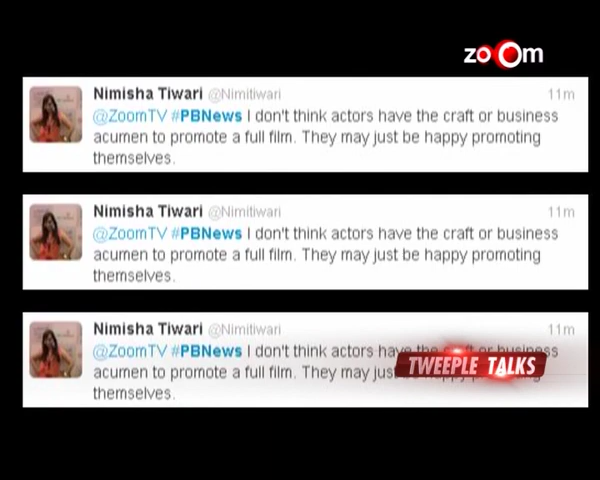 zoom
Nimisha Tiwari @Nimitiwari 11m
@ZoomTV #PBNews I don't think actors have the craft or business
acumen to promote a full film. They may just be happy promoting
themselves.
Nimisha Tiwari @Nimitiwari 11m
@ZoomTV #PBNews I don't think actors have the craft or business
acumen to promote a full film. They may just be happy promoting
themselves.
Nimisha Tiwari @Nimitiwari 11m
@ZoomTV #PBNews I don't think actors have the craft or business
acumen to promote a full film. They may just
themselves.
TWEEPLE TALKS